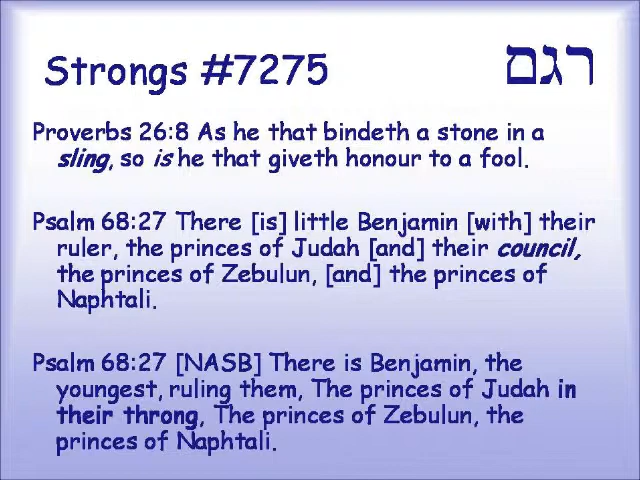 Strongs #7275 רגם
Proverbs 26:8 As he that bindeth a stone in a
sling, so is he that giveth honour to a fool.
Psalm 68:27 There [is] little Benjamin [with] their
ruler, the princes of Judah [and] their council,
the princes of Zebulun, [and] the princes of
Naphtali.
Psalm 68:27 [NASB] There is Benjamin, the
youngest, ruling them, The princes of Judah in
their throng, The princes of Zebulun, the
princes of Naphtali.